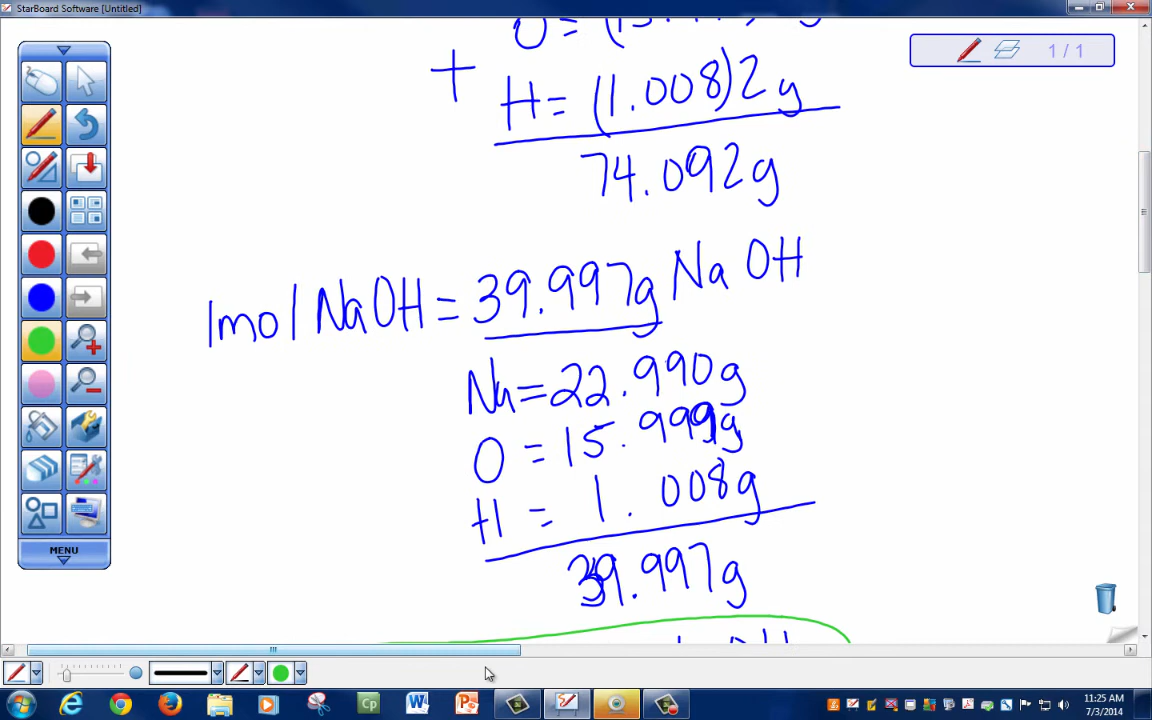 StarBoard Software [Untitled]
1 / 1
+
H = (1.008)2 g
74.092g
1mol NaOH = 39.997g NaOH
Na = 22.990g
O = 15.999g
H = 1.008g
39.997g
MENU
11:25 AM
7/3/2014